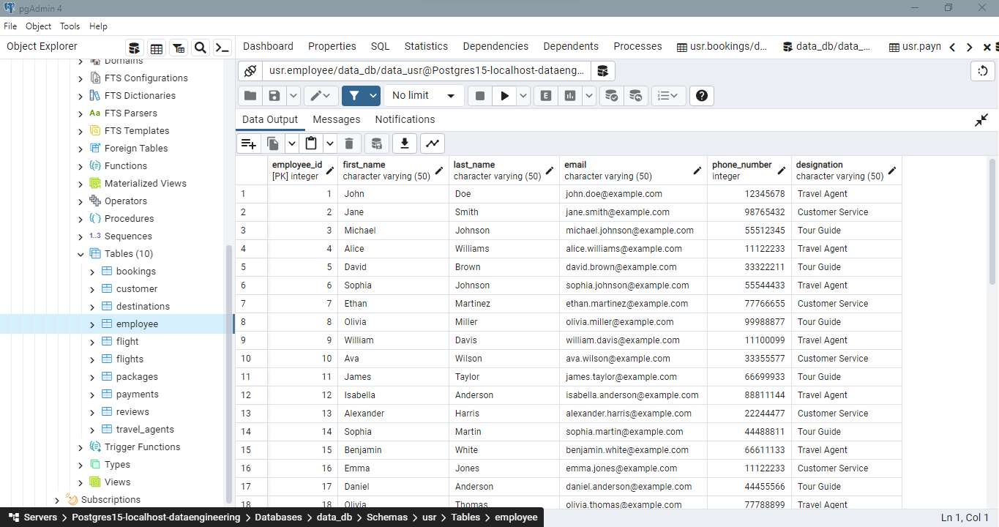 pgAdmin 4
File Object Tools Help
Object Explorer
Dashboard Properties SQL Statistics Dependencies Dependents Processes usr.bookings/d... data_db/data_... usr.payn
usr.employee/data_db/data_usr@Postgres15-localhost-dataeng...
No limit
E
Data Output Messages Notifications
Domains
FTS Configurations
FTS Dictionaries
Aa FTS Parsers
FTS Templates
Foreign Tables
Functions
Materialized Views
Operators
Procedures
1..3 Sequences
Tables (10)
bookings
customer
destinations
employee
flight
flights
packages
payments
reviews
travel_agents
Trigger Functions
Types
Views
Subscriptions
employee_id first_name last_name email phone_number designation
[PK] integer character varying (50) character varying (50) character varying (50) integer character varying (50)
1 1 John Doe john.doe@example.com 12345678 Travel Agent
2 2 Jane Smith jane.smith@example.com 98765432 Customer Service
3 3 Michael Johnson michael.johnson@example.com 55512345 Tour Guide
4 4 Alice Williams alice.williams@example.com 11122233 Travel Agent
5 5 David Brown david.brown@example.com 33322211 Tour Guide
6 6 Sophia Johnson sophia.johnson@example.com 55544433 Travel Agent
7 7 Ethan Martinez ethan.martinez@example.com 77766655 Customer Service
8 8 Olivia Miller olivia.miller@example.com 99988877 Tour Guide
9 9 William Davis william.davis@example.com 11100099 Travel Agent
10 10 Ava Wilson ava.wilson@example.com 33355577 Customer Service
11 11 James Taylor james.taylor@example.com 66699933 Tour Guide
12 12 Isabella Anderson isabella.anderson@example.com 88811144 Travel Agent
13 13 Alexander Harris alexander.harris@example.com 22244477 Customer Service
14 14 Sophia Martin sophia.martin@example.com 44488811 Tour Guide
15 15 Benjamin White benjamin.white@example.com 66611133 Travel Agent
16 16 Emma Jones emma.jones@example.com 11122233 Customer Service
17 17 Daniel Anderson daniel.anderson@example.com 44455566 Tour Guide
18 18 Olivia Thomas olivia.thomas@example.com 77788899 Travel Agent
Servers > Postgres15-localhost-dataengineering > Databases > data_db > Schemas > usr > Tables > employee
Ln 1, Col 1